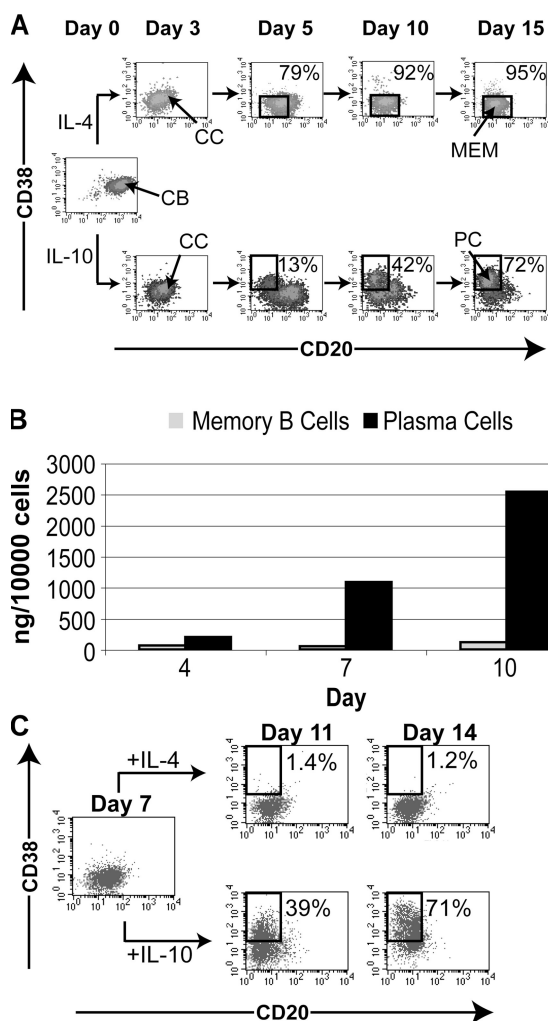 A
Day 0 Day 3 Day 5 Day 10 Day 15
79% 92% 95%
IL-4
CC
MEM
CD38
CB
IL-10
CC
13% 42% PC 72%
CD20
B
Memory B Cells Plasma Cells
3000
2500
2000
1500
1000
500
0
ng/10000 cells
4 7 10
Day
C
Day 11 Day 14
+IL-4
1.4% 1.2%
Day 7
CD38
39% 71%
+IL-10
CD20